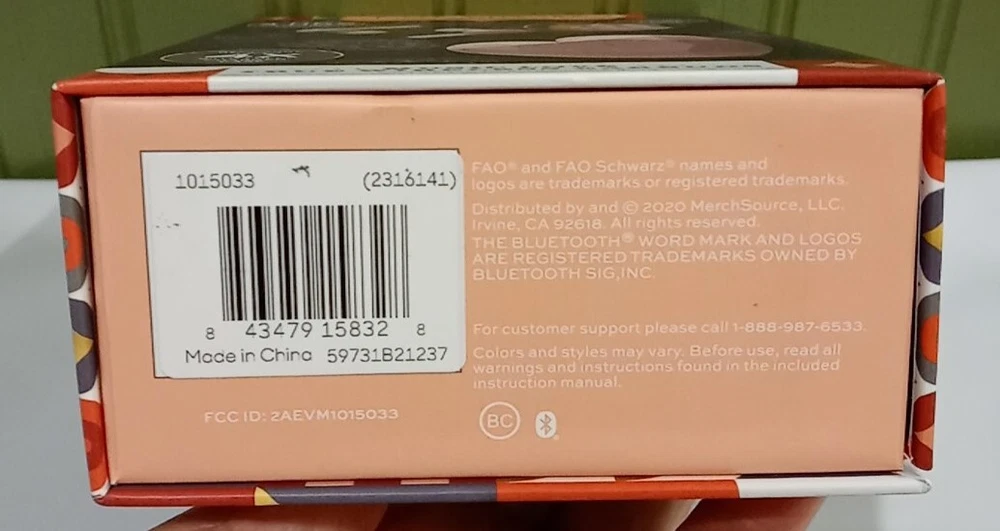 1015033 (2316141)
8 43479 15832 8
Made in China 59731B21237
FCC ID: 2AEVM1015033
FAO® and FAO Schwarz® names and
logos are trademarks or registered trademarks.
Distributed by and © 2020 MerchSource, LLC.
Irvine, CA 92618. All rights reserved.
THE BLUETOOTH® WORD MARK AND LOGOS
ARE REGISTERED TRADEMARKS OWNED BY
BLUETOOTH SIG,INC.
For customer support please call 1-888-987-6533.
Colors and styles may vary. Before use, read all
warnings and instructions found in the included
instruction manual.
BC